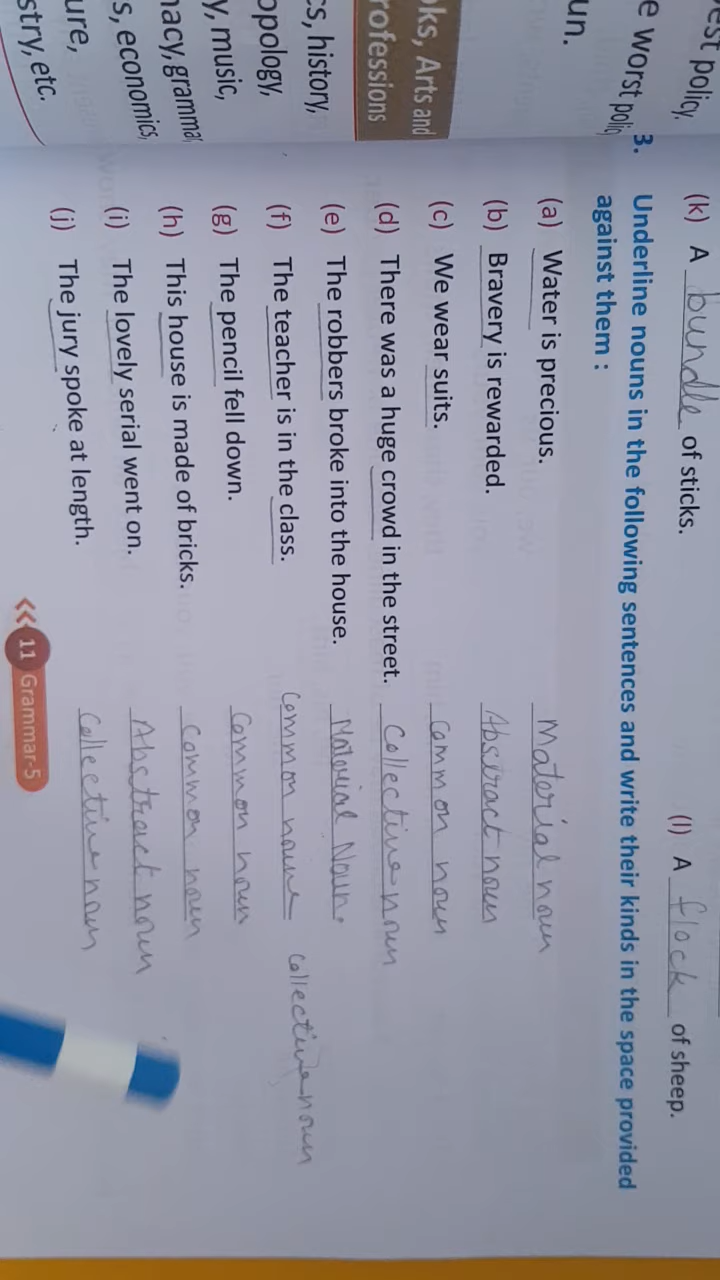 est policy.
e worst polic
un.
oks, Arts and
rofessions
cs, history,
opology,
y, music,
nacy, grammar,
s, economics,
ure,
stry, etc.
(k) A bundle of sticks. (l) A flock of sheep.
3. Underline nouns in the following sentences and write their kinds in the space provided
against them :
(a) Water is precious. Material noun
(b) Bravery is rewarded. Abstract noun
(c) We wear suits. Common noun
(d) There was a huge crowd in the street. Collective noun
(e) The robbers broke into the house. Material Noun.
(f) The teacher is in the class. Common noun Collective noun
(g) The pencil fell down. Common noun
(h) This house is made of bricks. Common noun
(i) The lovely serial went on. Abstract noun
(j) The jury spoke at length. Collective noun
11 Grammar-5